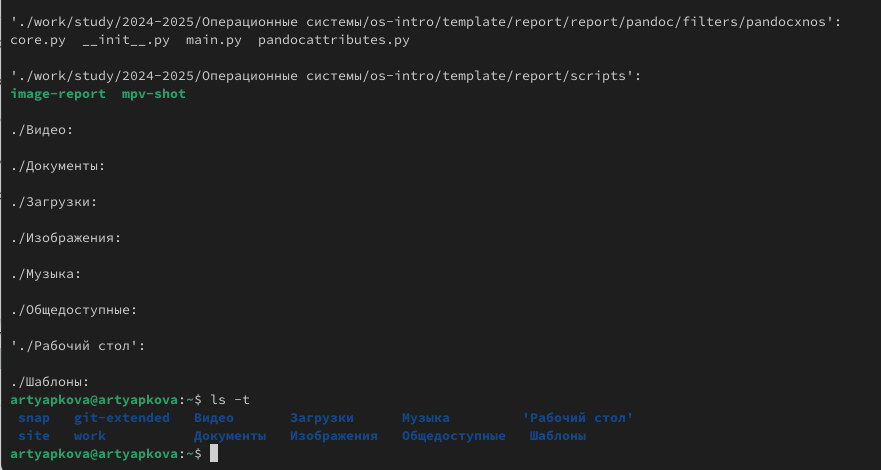 './work/study/2024-2025/Операционные системы/os-intro/template/report/report/pandoc/filters/pandocxnos':
core.py  __init__.py  main.py  pandocattributes.py
'./work/study/2024-2025/Операционные системы/os-intro/template/report/scripts':
image-report  mpv-shot
./Видео:
./Документы:
./Загрузки:
./Изображения:
./Музыка:
./Общедоступные:
'./Рабочий стол':
./Шаблоны:
artyapkova@artyapkova:~$ ls -t
snap   git-extended   Видео       Загрузки      Музыка         'Рабочий стол'
site   work           Документы   Изображения   Общедоступные   Шаблоны
artyapkova@artyapkova:~$